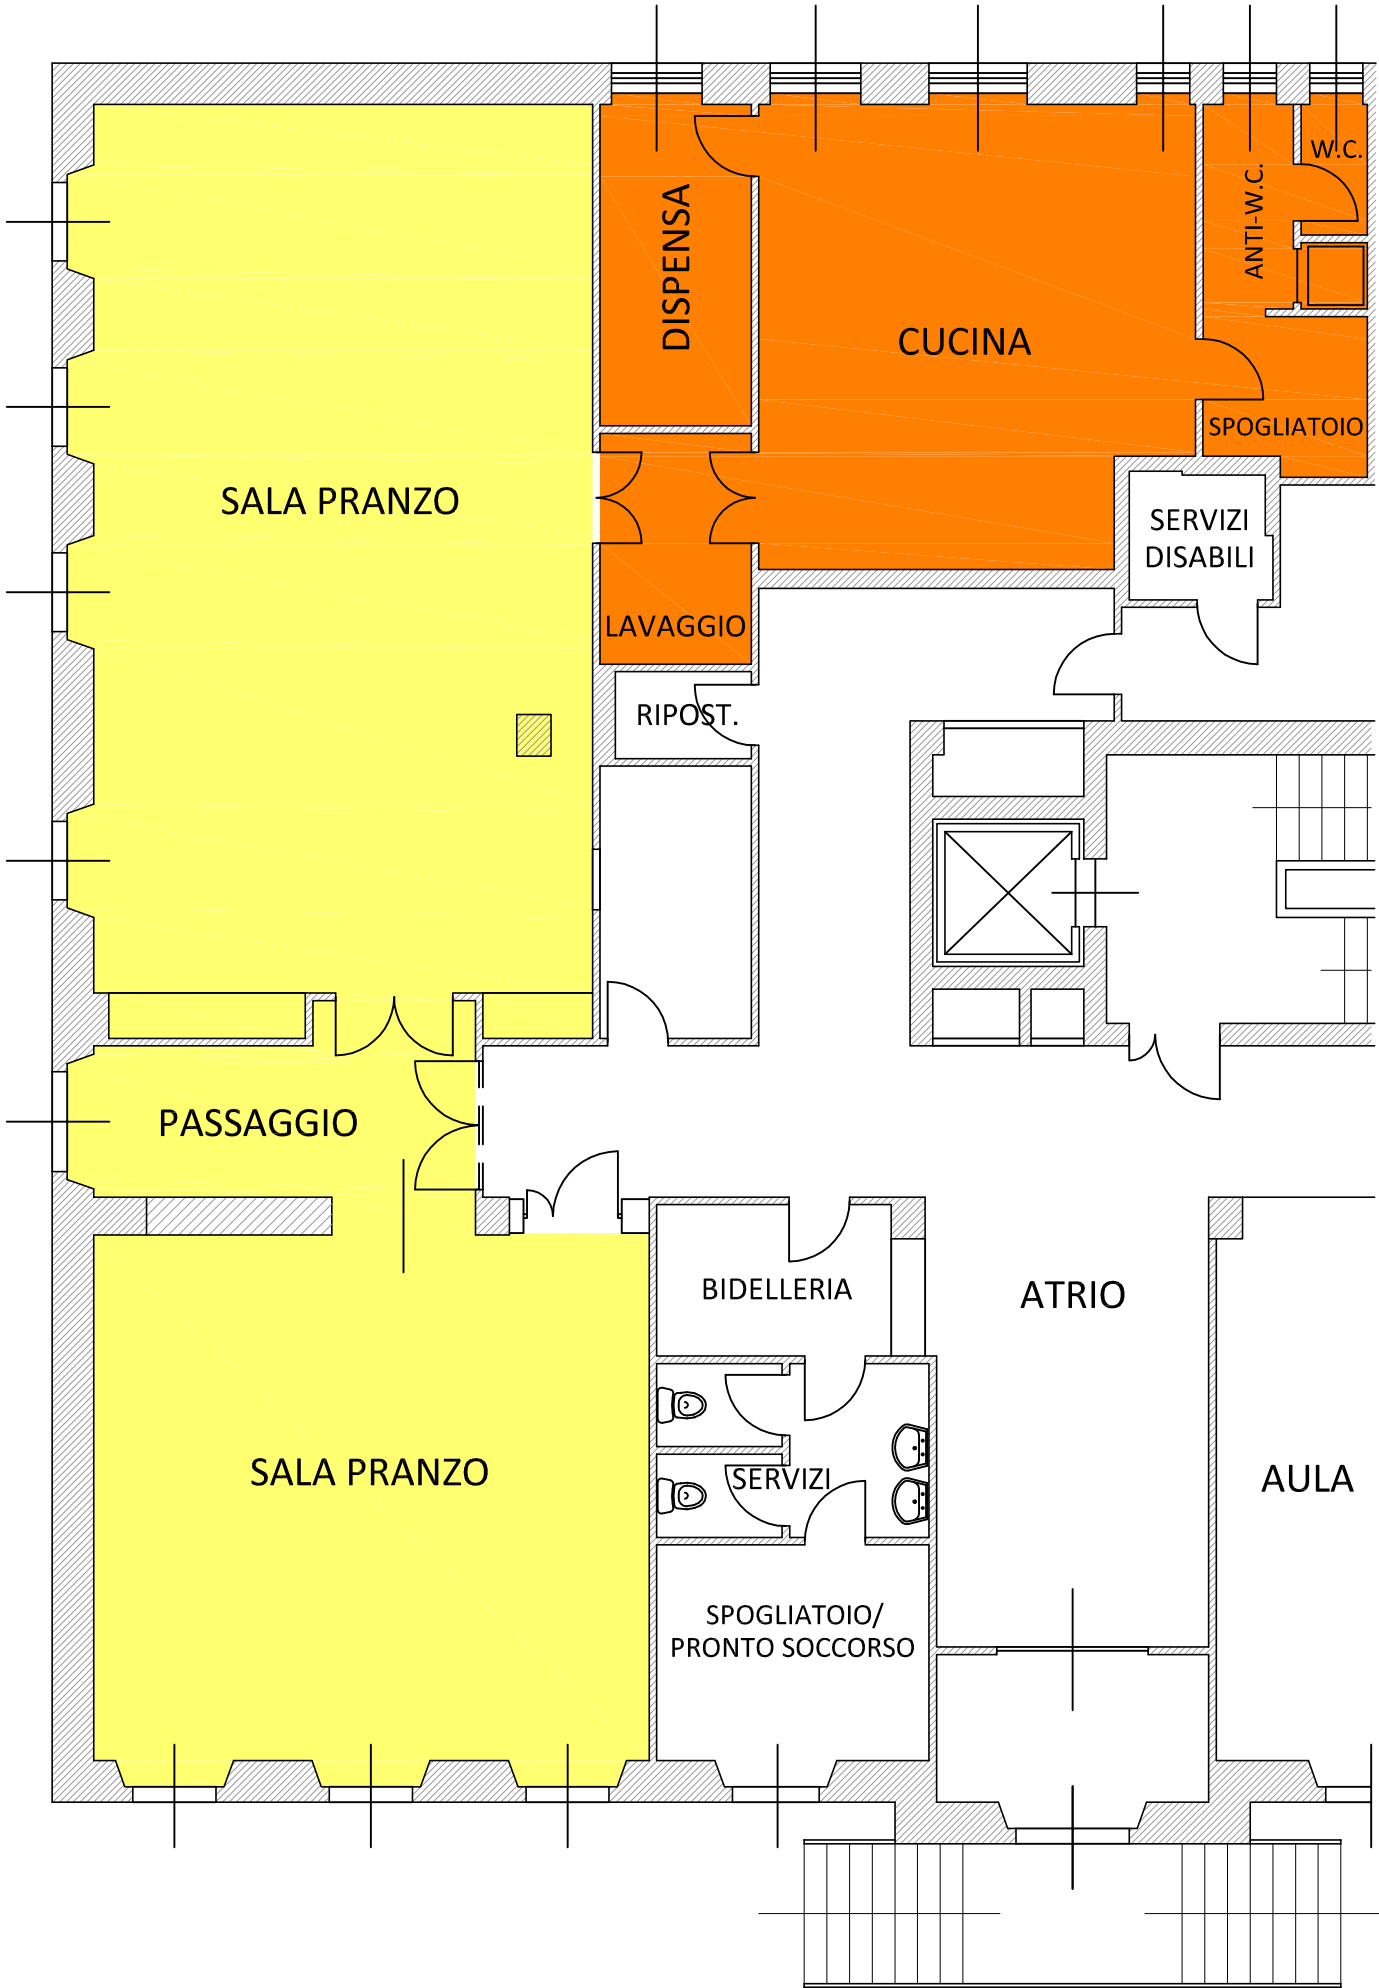 W.C.
ANTI-W.C.
DISPENSA
CUCINA
SPOGLIATOIO
SALA PRANZO
SERVIZI
DISABILI
LAVAGGIO
RIPOST.
PASSAGGIO
BIDELLERIA
ATRIO
SALA PRANZO
SERVIZI
AULA
SPOGLIATOIO/
PRONTO SOCCORSO